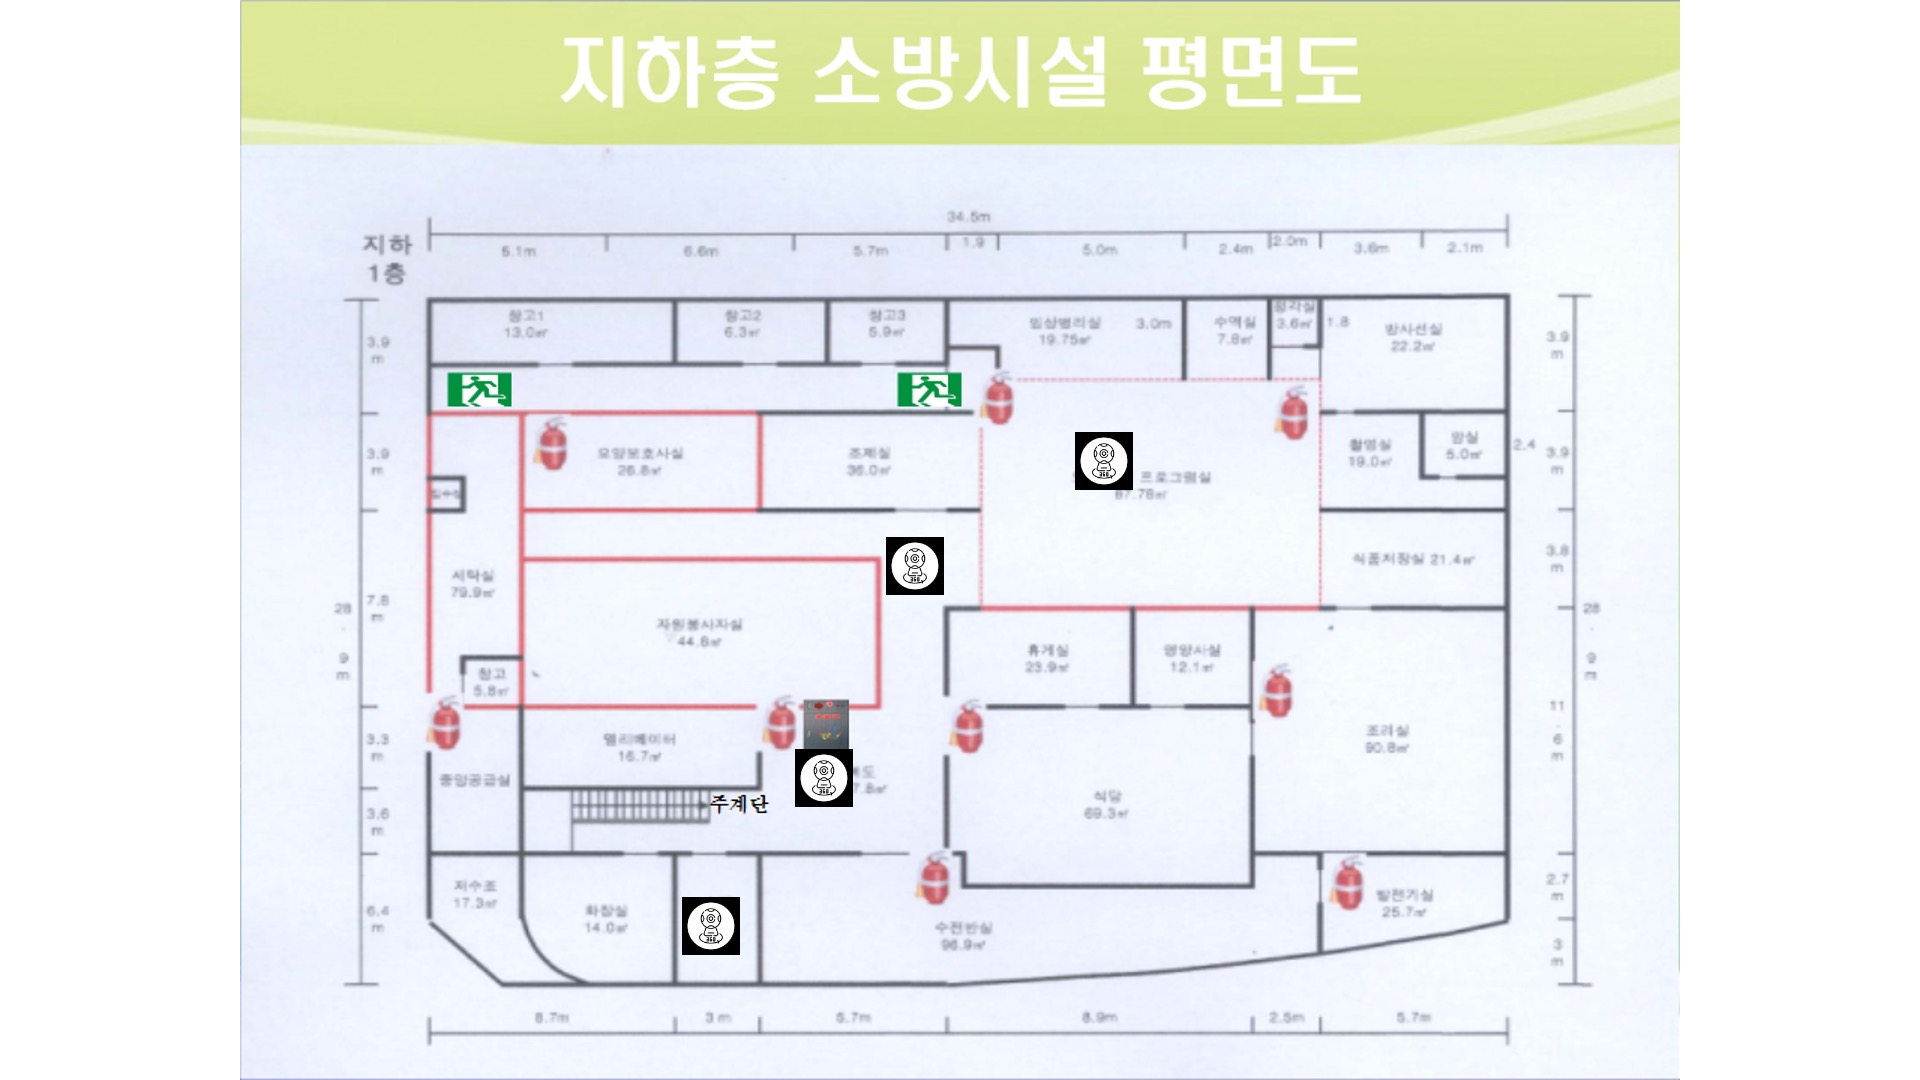 지하층 소방시설 평면도
34.5m
지하
1층
5.1m
6.6m
5.7m
1.9
5.0m
2.4m
2.0m
3.6m
2.1m
창고1
13.0㎡
창고2
6.3㎡
창고3
5.9㎡
임상병리실
19.75㎡
3.0m
수액실
7.8㎡
청각실
3.6㎡
1.8
방사선실
22.2㎡
3.9
m
3.9
m
요양보호사실
26.8㎡
조제실
36.0㎡
프로그램실
87.78㎡
촬영실
19.0㎡
암실
5.0㎡
2.4
3.9
m
3.9
m
집수정
식품저장실 21.4㎡
3.8
m
세탁실
79.9㎡
7.8
m
28
.
9
m
28
.
9
m
자원봉사자실
44.6㎡
휴게실
23.9㎡
영양사실
12.1㎡
창고
5.8㎡
엘리베이터
16.7㎡
조리실
90.8㎡
11
.
6
m
3.3
m
중앙공급실
복도
7.8㎡
주계단
식당
69.3㎡
3.6
m
저수조
17.3㎡
화장실
14.0㎡
수전반실
96.9㎡
발전기실
25.7㎡
6.4
m
2.7
m
3
m
8.7m
3 m
5.7m
8.9m
2.5m
5.7m